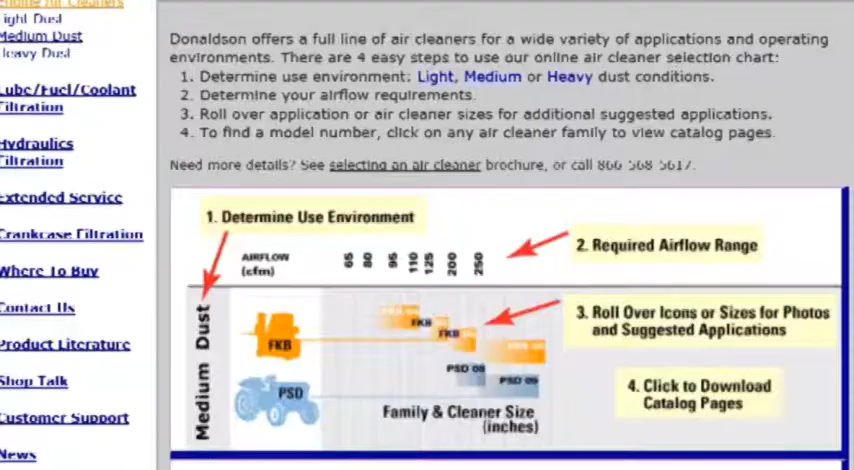 Engine Air Cleaners
Light Dust
Medium Dust
Heavy Dust
Lube/Fuel/Coolant
Filtration
Hydraulics
Filtration
Extended Service
Crankcase Filtration
Where To Buy
Contact Us
Product Literature
Shop Talk
Customer Support
News
Donaldson offers a full line of air cleaners for a wide variety of applications and operating
environments. There are 4 easy steps to use our online air cleaner selection chart:
1. Determine use environment: Light, Medium or Heavy dust conditions.
2. Determine your airflow requirements.
3. Roll over application or air cleaner sizes for additional suggested applications.
4. To find a model number, click on any air cleaner family to view catalog pages.
Need more details? See selecting an air cleaner brochure, or call 866-568-5617.
1. Determine Use Environment
AIRFLOW
(cfm)
65 80 95 110 125 200 250
2. Required Airflow Range
Medium Dust
FKB
PSD
FKB
FKB
PSD 08
PSD 09
Family & Cleaner Size
(inches)
3. Roll Over Icons or Sizes for Photos
and Suggested Applications
4. Click to Download
Catalog Pages